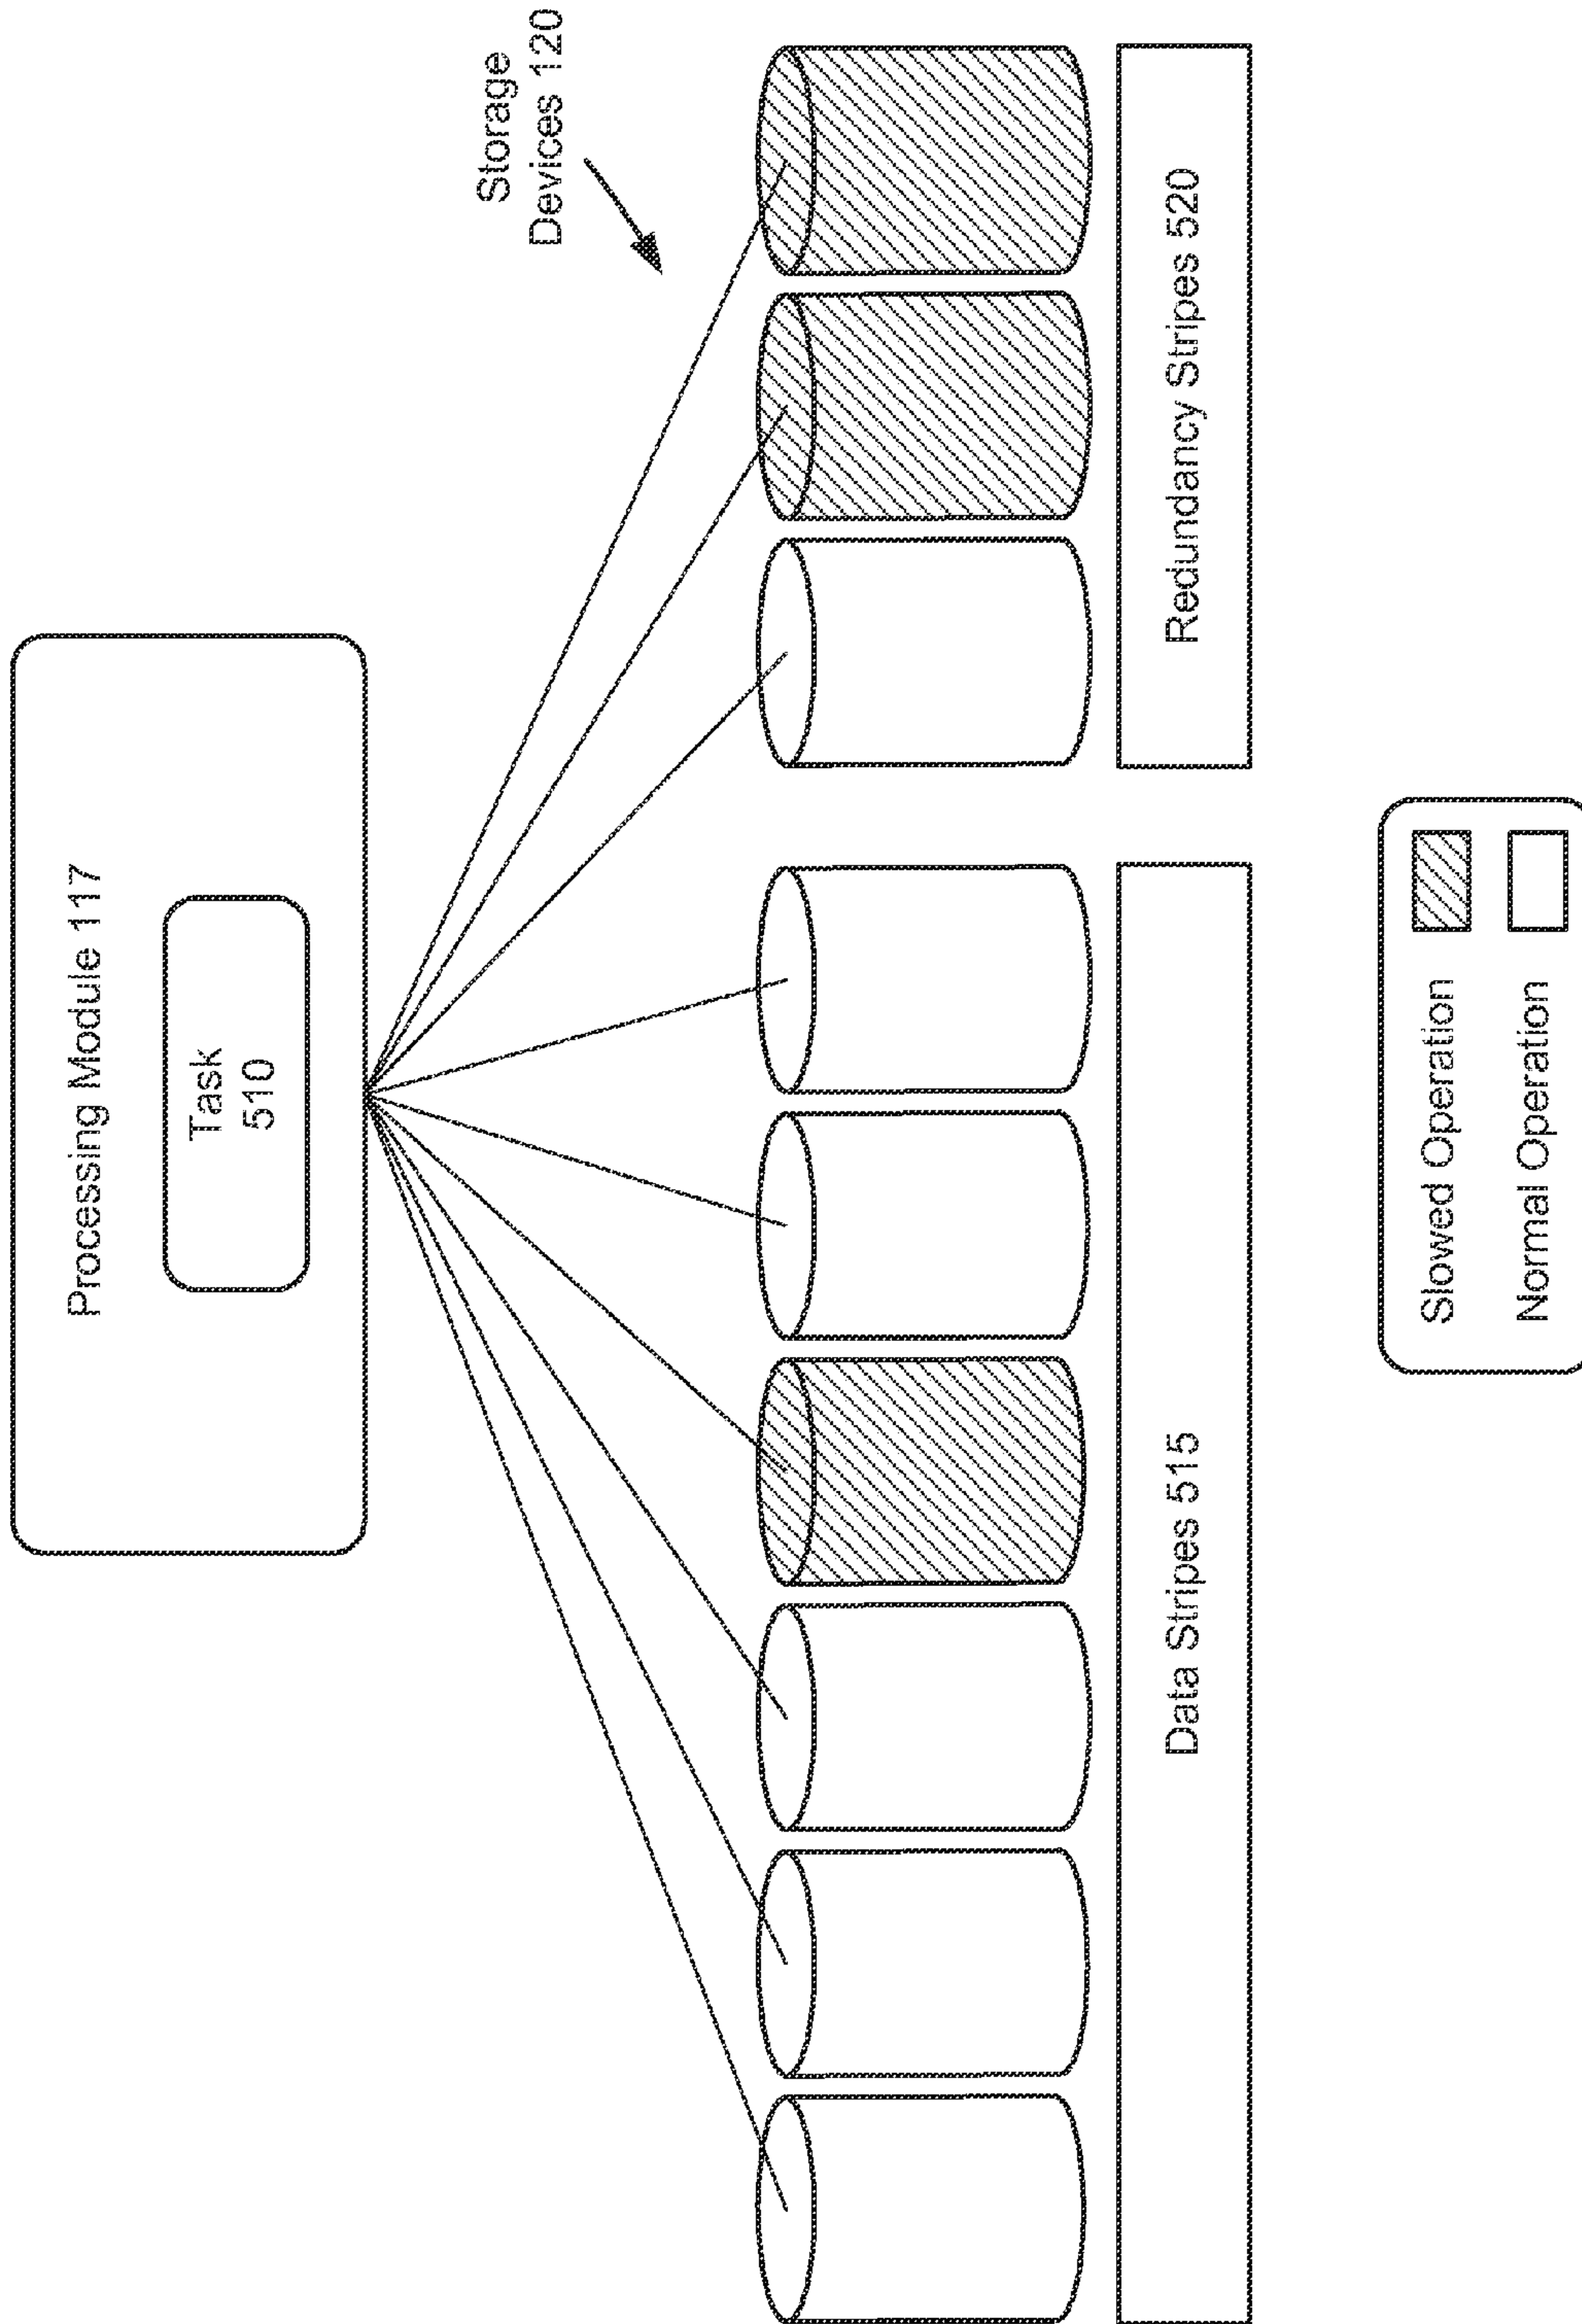 Processing Module 117
Task
510
Storage
Devices 120
Data Stripes 515
Redundancy Stripes 520
Slowed Operation
Normal Operation